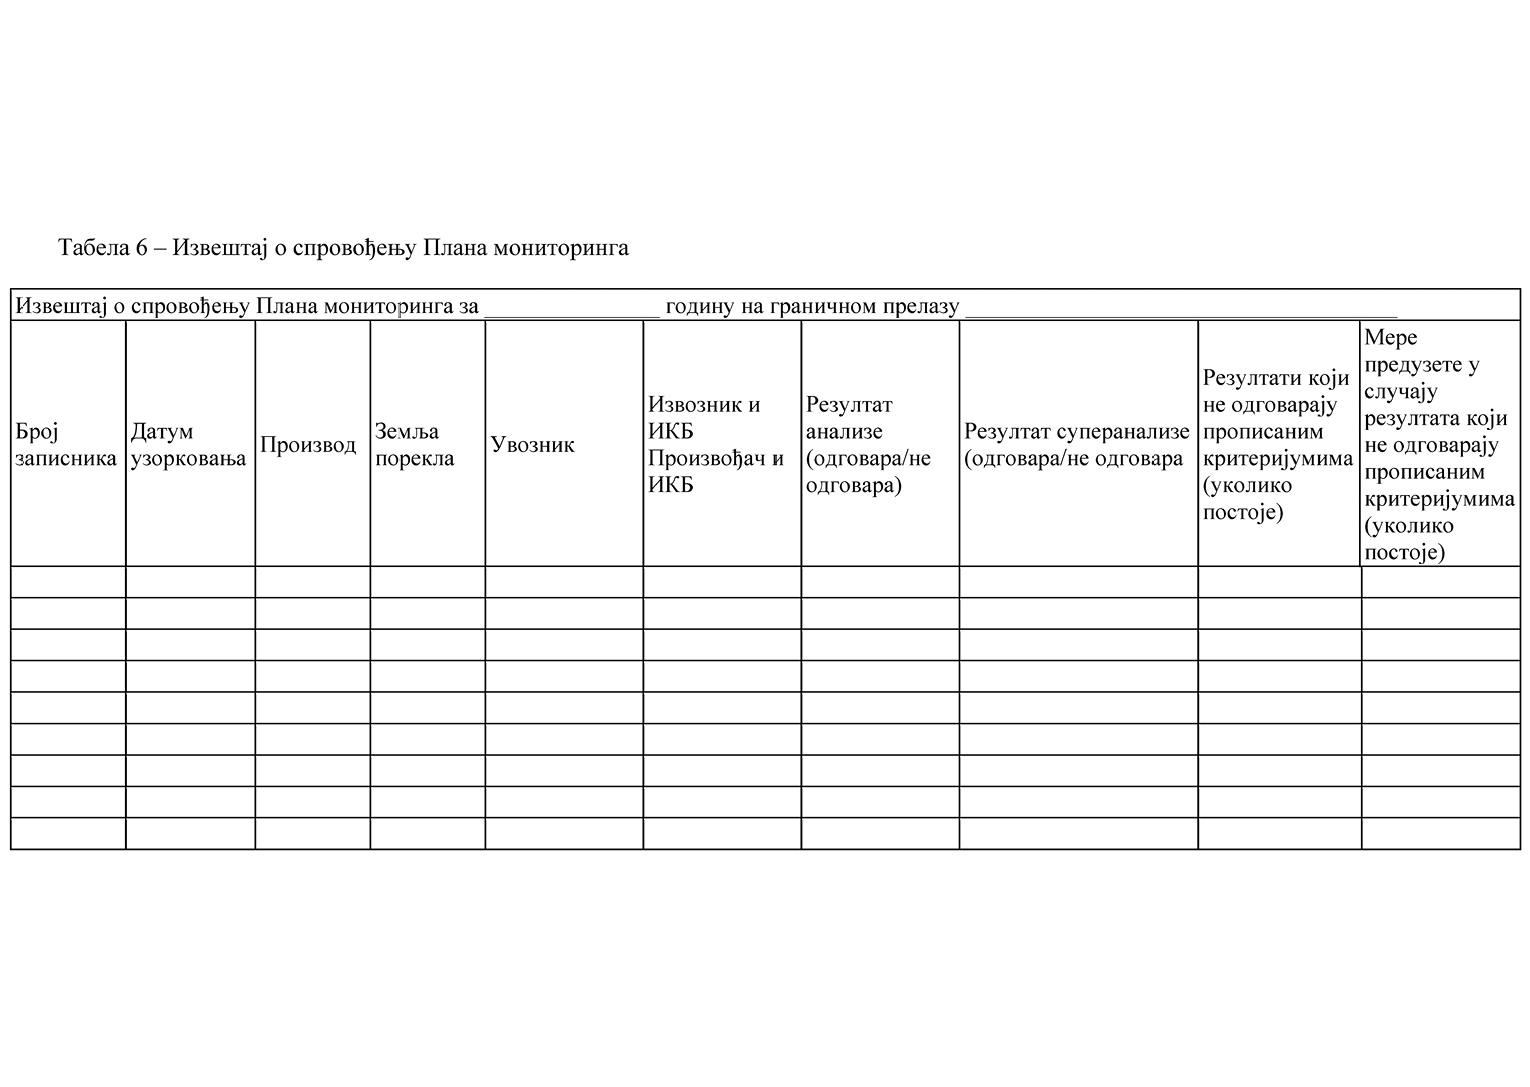 Табела 6 – Извештај о спровођењу Плана мониторинга
Извештај о спровођењу Плана мониторинга за ________________ годину на граничном прелазу ________________________________________
Број
записника
Датум
узорковања
Производ
Земља
порекла
Увозник
Извозник и
ИКБ
Произвођач и
ИКБ
Резултат
анализе
(одговара/не
одговара)
Резултат суперанализе
(одговара/не одговара
Резултати који
не одговарају
прописаним
критеријумима
(уколико
постоје)
Мере
предузете у
случају
резултата који
не одговарају
прописаним
критеријумима
(уколико
постоје)